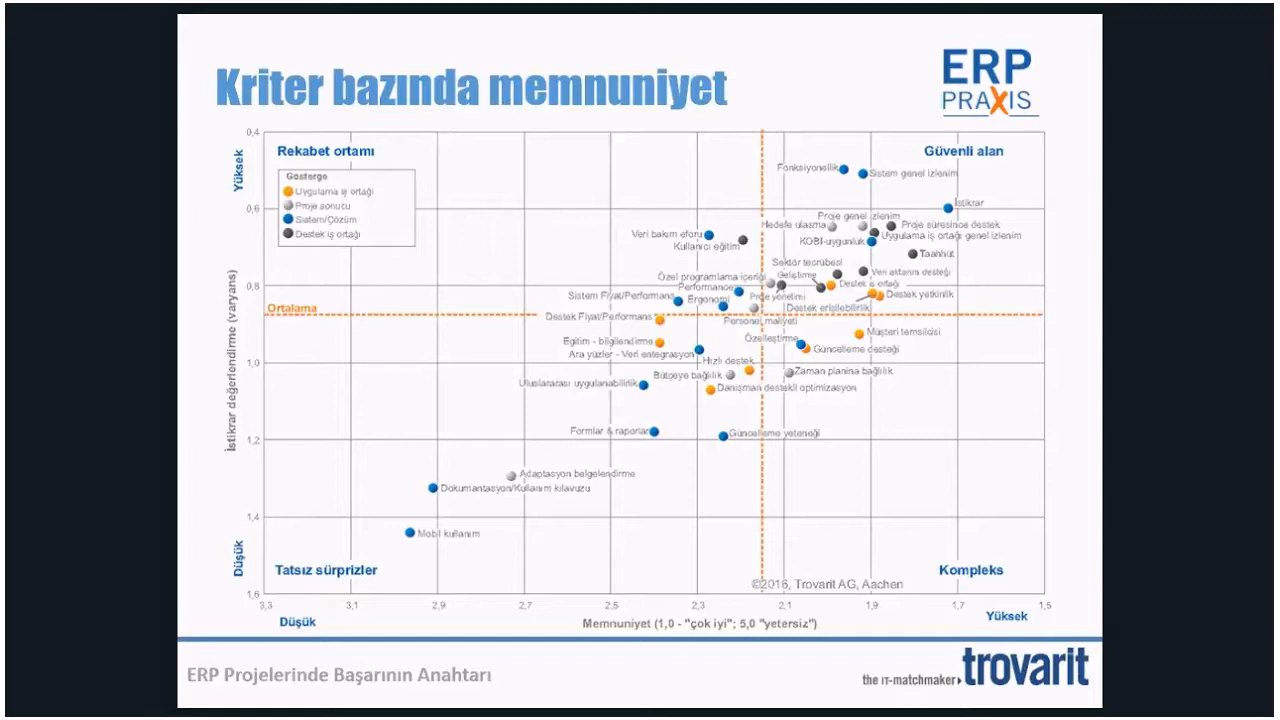 Kriter bazında memnuniyet
ERP
PRAXIS
Rekabet ortamı
Güvenli alan
Gösterge
Uygulama iş ortağı
Proje sonucu
Sistem/Çözüm
Destek iş ortağı
Yüksek
İstikrar değerlendirme (varyans)
Düşük
0,4
0,6
0,8
1,0
1,2
1,4
1,6
Fonksiyonellik
Sistem genel izlenim
İstikrar
Proje genel izlenim
Hedefe ulasma
Proje süresince destek
Veri bakım eforu
Kullanıcı eğitim
KOBİ-uygunluk
Uygulama iş ortağı genel izlenim
Taahhüt
Sektör tecrübesi
Özel programlama içeriği
Geliştirme
Veri aktarım desteği
Performance
Destek iş ortağı
Sistem Fiyat/Performans
Ergonomi
Proje yönetimi
Destek yetkinlik
Destek erişilebilirlik
Ortalama
Destek Fiyat/Performans
Personel maliyeti
Müşteri temsilcisi
Eğitim - bilgilendirme
Özelleştirme
Güncelleme desteği
Ara yüzler - Veri entegrasyon
Hızlı destek
Bütçeye bağlılık
Zaman planina bağlılık
Uluslararası uygulanabilirlik
Danışman destekli optimizasyon
Formlar & raporlar
Güncelleme yeteneği
Adaptasyon belgelendirme
Dokumantasyon/Kullanım kılavuzu
Mobil kullanım
Tatsız sürprizler
Kompleks
©2016, Trovarit AG, Aachen
3,3 3,1 2,9 2,7 2,5 2,3 2,1 1,9 1,7 1,5
Düşük
Memnuniyet (1,0 - "çok iyi"; 5,0 "yetersiz")
Yüksek
ERP Projelerinde Başarının Anahtarı
the IT-matchmaker
trovarit